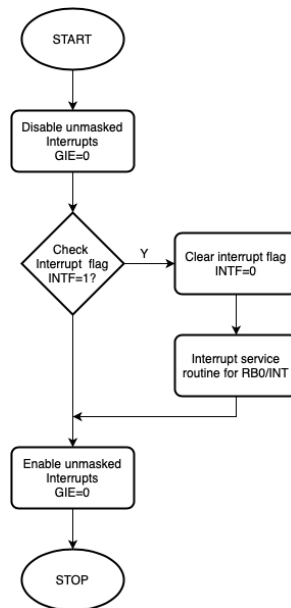 START
Disable unmasked
Interrupts
GIE=0
Check
Interrupt flag
INTF=1?
Y
Clear interrupt flag
INTF=0
Interrupt service
routine for RB0/INT
Enable unmasked
Interrupts
GIE=0
STOP